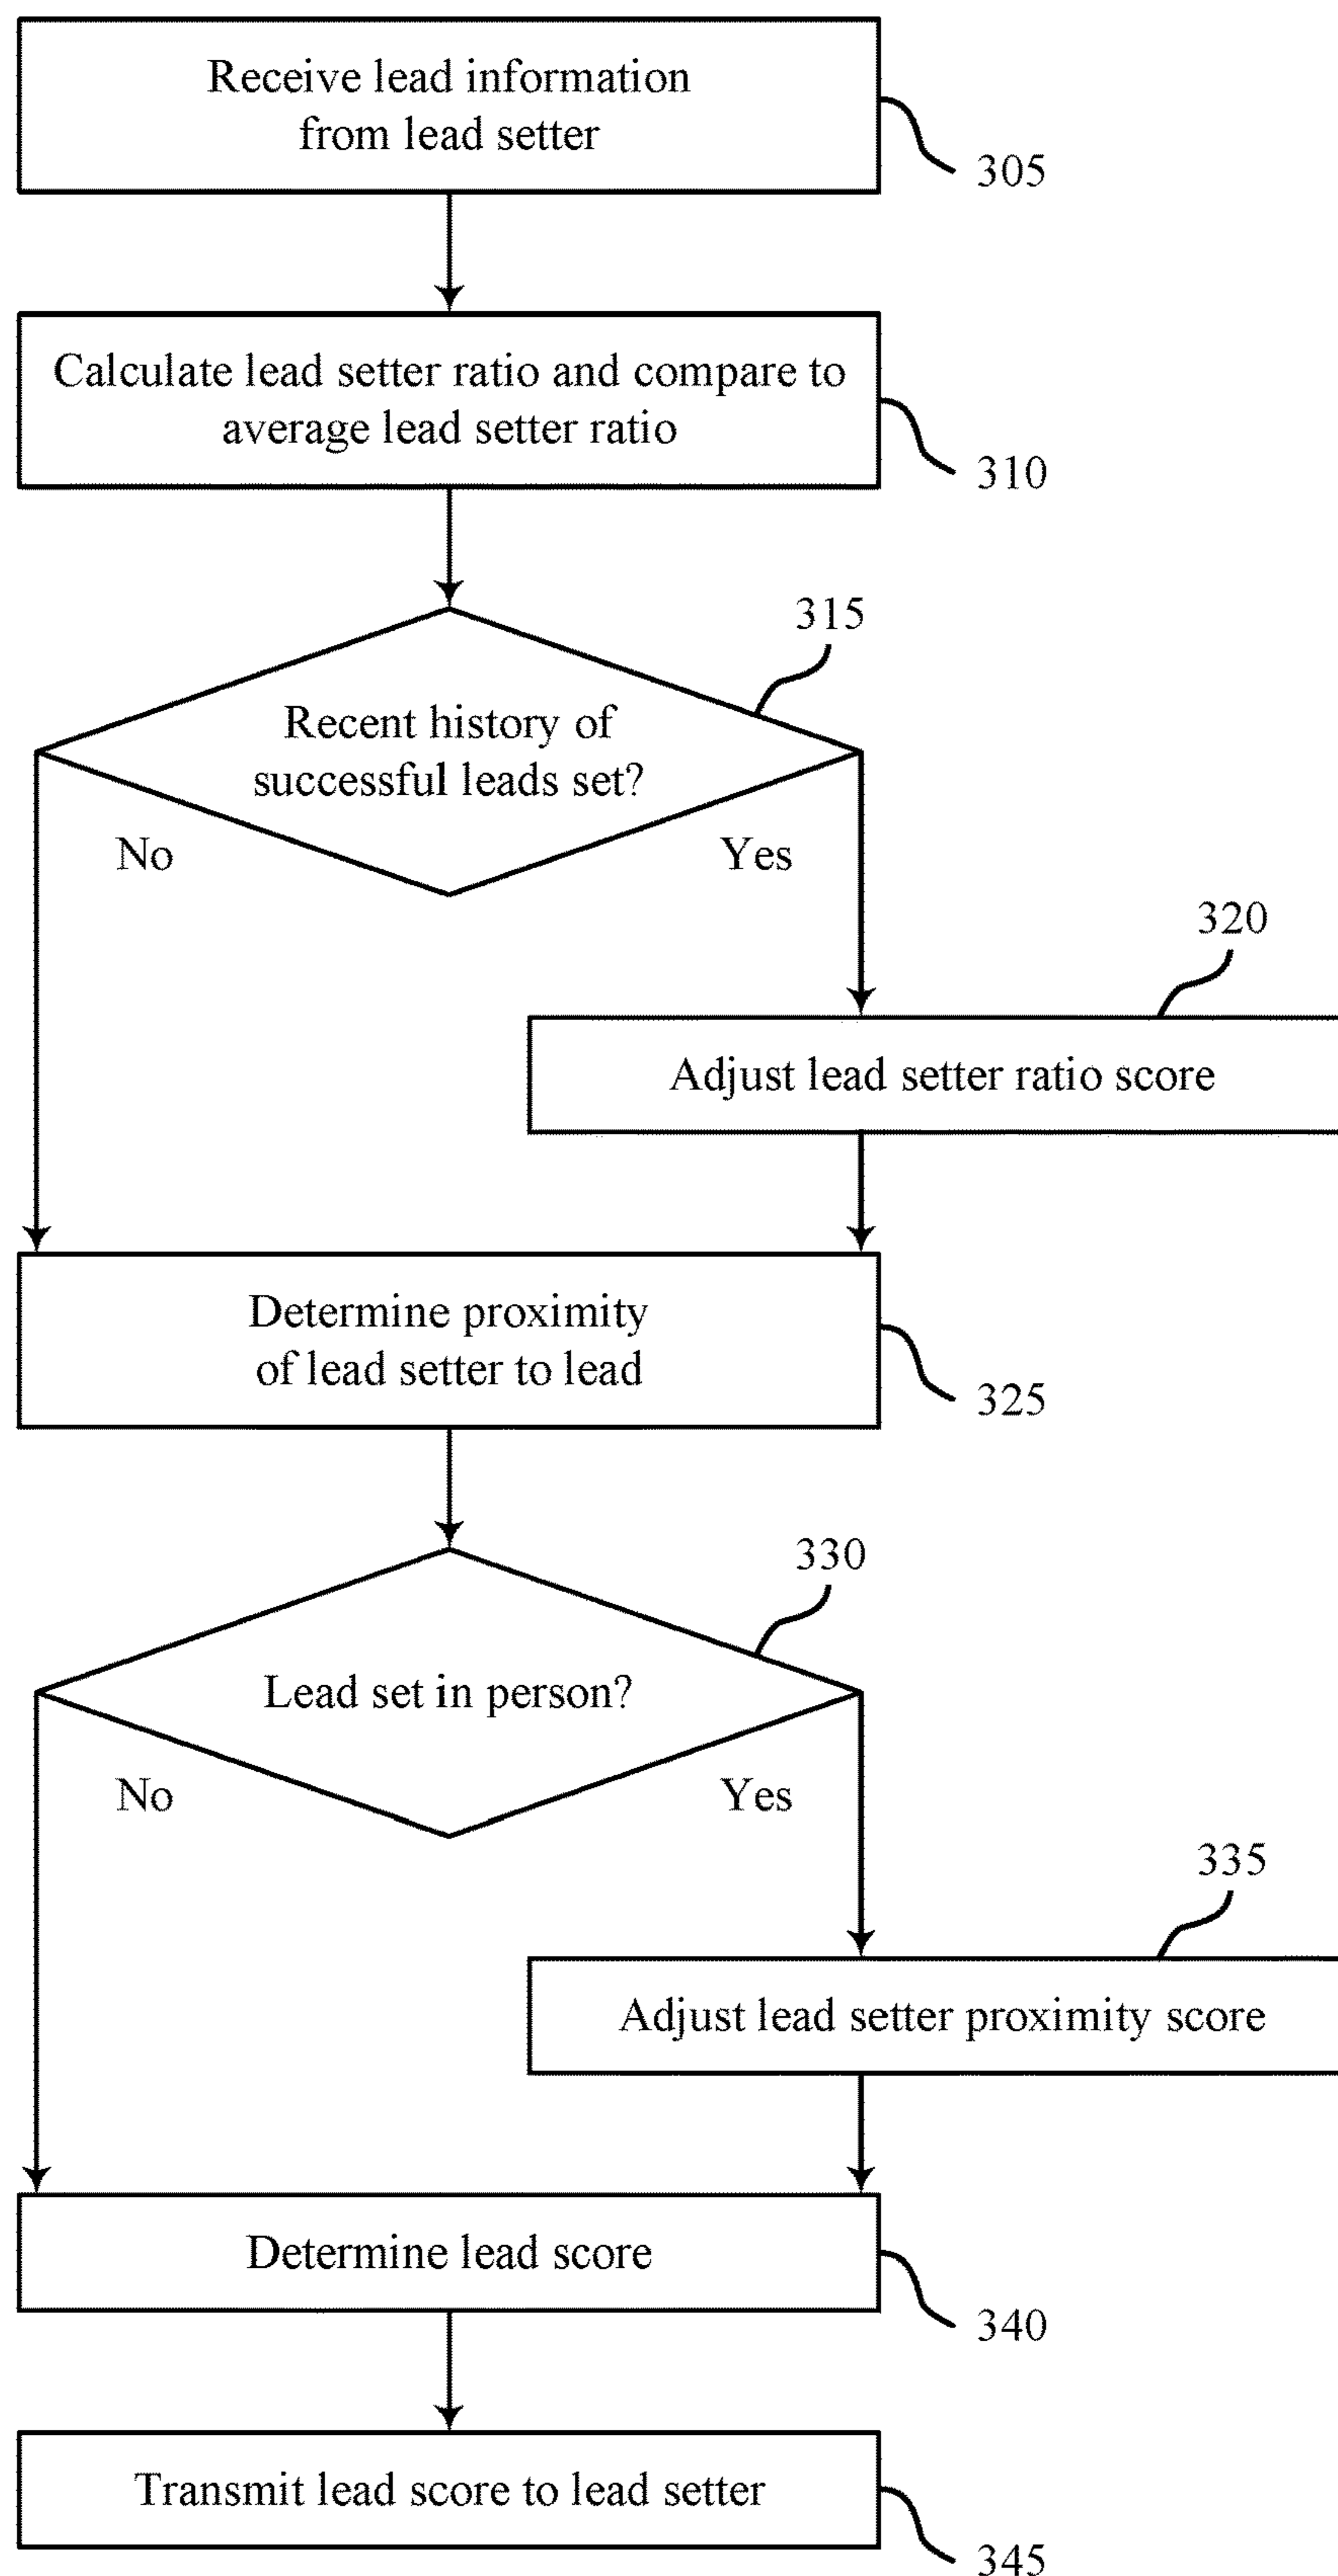 Receive lead information
from lead setter
305
Calculate lead setter ratio and compare to
average lead setter ratio
310
315
Recent history of
successful leads set?
No
Yes
320
Adjust lead setter ratio score
Determine proximity
of lead setter to lead
325
330
Lead set in person?
No
Yes
335
Adjust lead setter proximity score
Determine lead score
340
Transmit lead score to lead setter
345